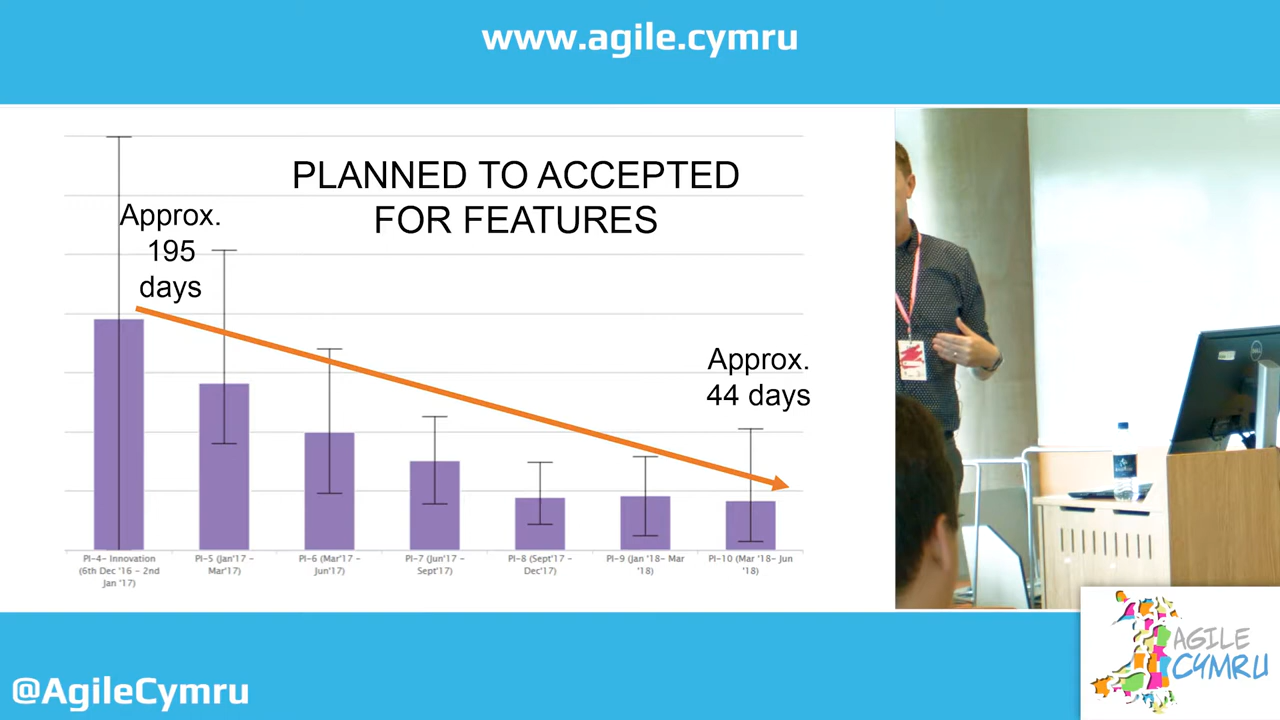 www.agile.cymru
PLANNED TO ACCEPTED
FOR FEATURES
Approx.
195
days
Approx.
44 days
PI-4- Innovation
(6th Dec '16 - 2nd
Jan '17)
PI-5 (Jan'17 -
Mar'17)
PI-6 (Mar'17 -
Jun'17)
PI-7 (Jun'17 -
Sept'17)
PI-8 (Sept'17 -
Dec'17)
PI-9 (Jan '18- Mar
'18)
PI-10 (Mar '18- Jun
'18)
DELL
@AgileCymru
AGILE
CYMRU